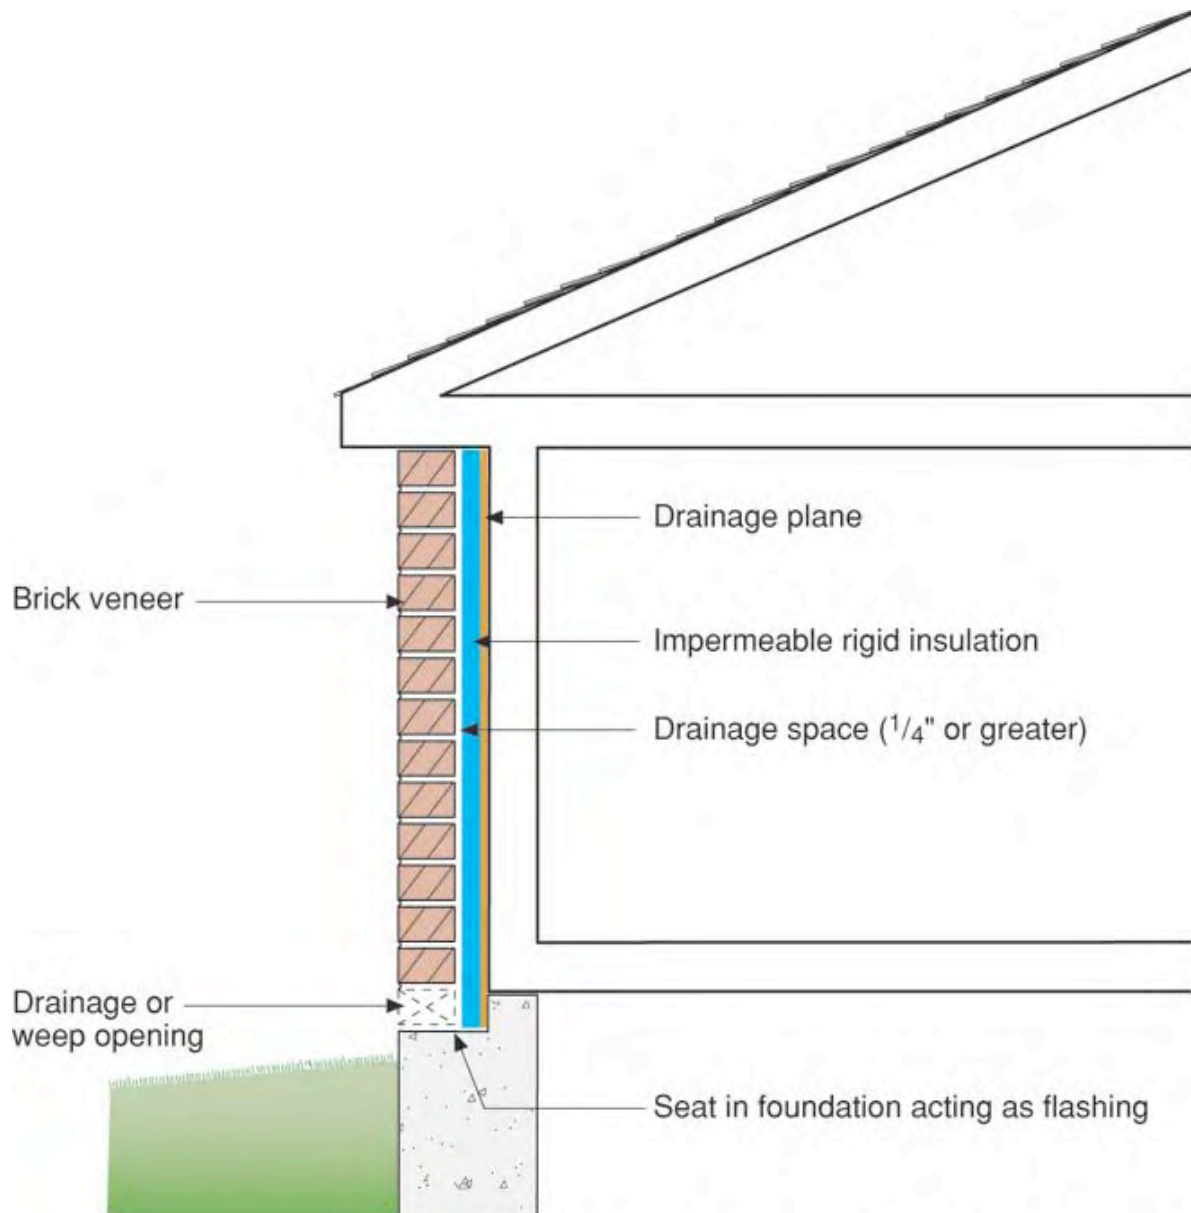 Drainage plane
Brick veneer
Impermeable rigid insulation
Drainage space (1/4" or greater)
Drainage or
weep opening
Seat in foundation acting as flashing